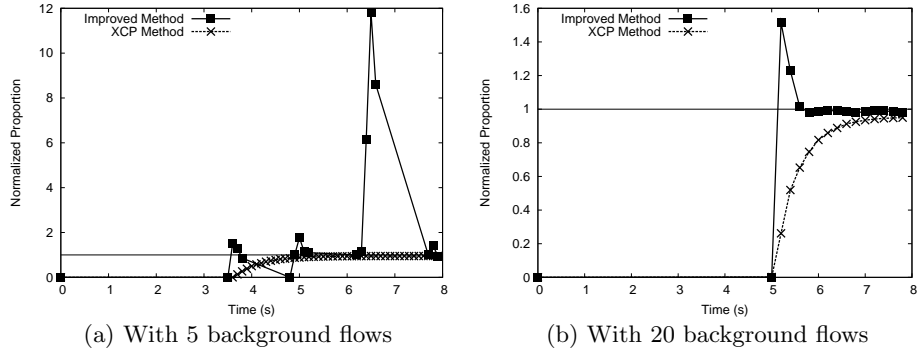 Improved Method
XCP Method
Normalized Proportion
12
10
8
6
4
2
0
0 1 2 3 4 5 6 7 8
Time (s)
(a) With 5 background flows
Improved Method
XCP Method
Normalized Proportion
1.6
1.4
1.2
1
0.8
0.6
0.4
0.2
0
0 1 2 3 4 5 6 7 8
Time (s)
(b) With 20 background flows